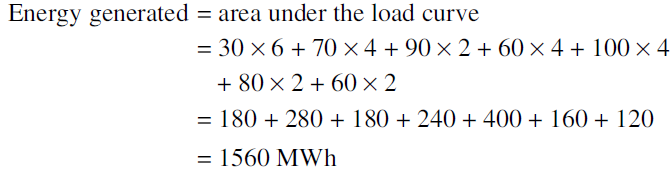 Energy generated = area under the load curve
= 30 × 6 + 70 × 4 + 90 × 2 + 60 × 4 + 100 × 4
+ 80 × 2 + 60 × 2
= 180 + 280 + 180 + 240 + 400 + 160 + 120
= 1560 MWh